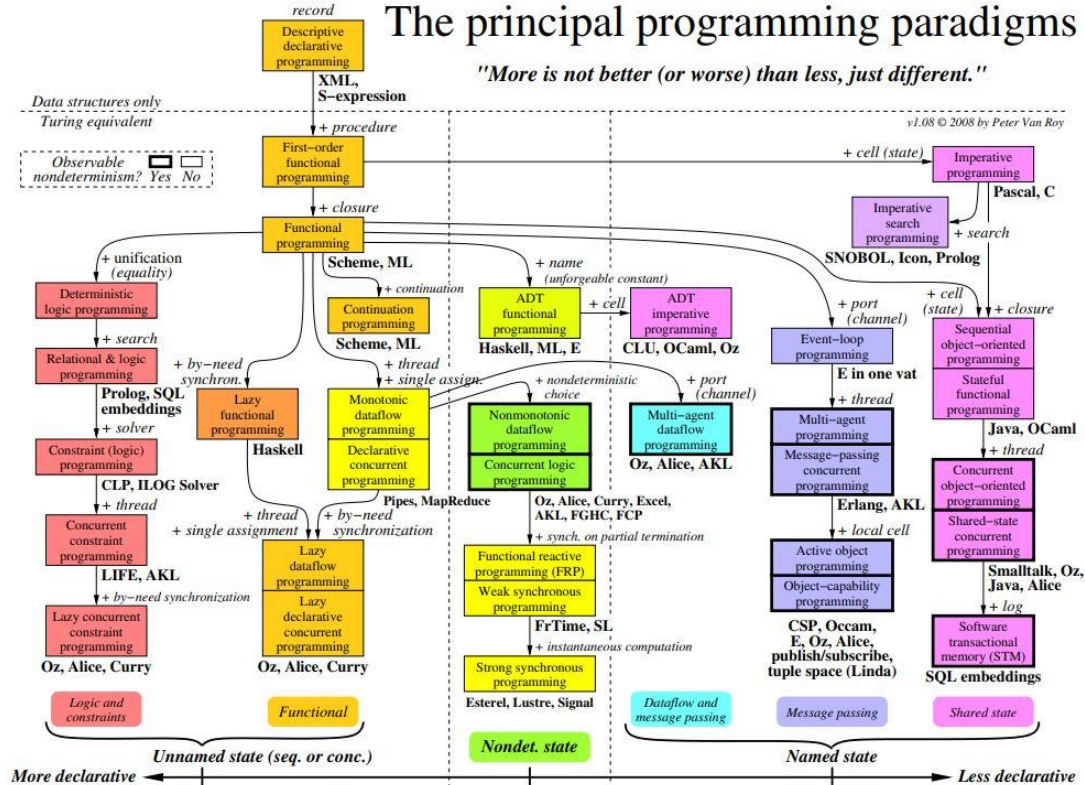 The principal programming paradigms
"More is not better (or worse) than less, just different."
v1.08 © 2008 by Peter Van Roy
record
Descriptive
declarative
programming
XML,
S−expression
Data structures only
Turing equivalent
+ procedure
Observable
nondeterminism? Yes No
First−order
functional
programming
+ cell (state)
Imperative
programming
Pascal, C
+ search
Imperative
search
programming
SNOBOL, Icon, Prolog
+ closure
Functional
programming
Scheme, ML
+ unification
(equality)
Deterministic
logic programming
+ search
Relational & logic
programming
Prolog, SQL
embeddings
+ solver
Constraint (logic)
programming
CLP, ILOG Solver
+ thread
Concurrent
constraint
programming
LIFE, AKL
+ by−need synchronization
Lazy concurrent
constraint
programming
Oz, Alice, Curry
+ continuation
Continuation
programming
Scheme, ML
+ by−need
synchron.
Lazy
functional
programming
Haskell
+ thread
+ single assign.
Monotonic
dataflow
programming
Declarative
concurrent
programming
Pipes, MapReduce
+ thread
+ single assignment
+ by−need
synchronization
Lazy
dataflow
programming
Lazy
declarative
concurrent
programming
Oz, Alice, Curry
+ name
(unforgeable constant)
ADT
functional
programming
Haskell, ML, E
+ cell
ADT
imperative
programming
CLU, OCaml, Oz
+ nondeterministic
choice
Nonmonotonic
dataflow
programming
Concurrent logic
programming
Oz, Alice, Curry, Excel,
AKL, FGHC, FCP
+ synch. on partial termination
Functional reactive
programming (FRP)
Weak synchronous
programming
FrTime, SL
+ instantaneous computation
Strong synchronous
programming
Esterel, Lustre, Signal
+ port
(channel)
Multi−agent
dataflow
programming
Oz, Alice, AKL
+ port
(channel)
Event−loop
programming
E in one vat
+ thread
Multi−agent
programming
Message−passing
concurrent
programming
Erlang, AKL
+ local cell
Active object
programming
Object−capability
programming
CSP, Occam,
E, Oz, Alice,
publish/subscribe,
tuple space (Linda)
+ cell
(state)
+ closure
Sequential
object−oriented
programming
Stateful
functional
programming
Java, OCaml
+ thread
Concurrent
object−oriented
programming
Shared−state
concurrent
programming
Smalltalk, Oz,
Java, Alice
+ log
Software
transactional
memory (STM)
SQL embeddings
Logic and
constraints
Functional
Nondet. state
Dataflow and
message passing
Message passing
Shared state
Unnamed state (seq. or conc.)
Named state
More declarative
Less declarative